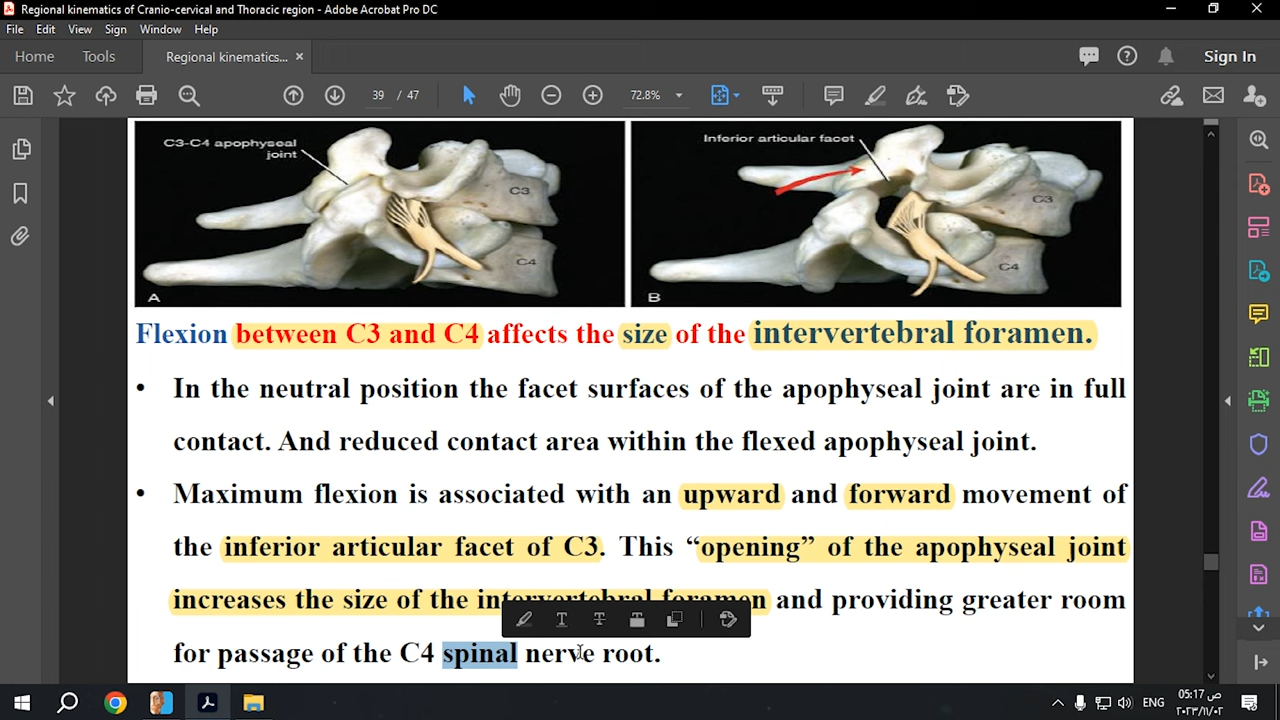 Regional kinematics of Cranio-cervical and Thoracic region - Adobe Acrobat Pro DC
File Edit View Sign Window Help
Home Tools Regional kinematics... × Sign In
39 / 47 72.8%
C3-C4 apophyseal
joint
C3
C4
A
Inferior articular facet
C3
C4
B
Flexion between C3 and C4 affects the size of the intervertebral foramen.
• In the neutral position the facet surfaces of the apophyseal joint are in full
contact. And reduced contact area within the flexed apophyseal joint.
• Maximum flexion is associated with an upward and forward movement of
the inferior articular facet of C3. This “opening” of the apophyseal joint
increases the size of the intervertebral foramen and providing greater room
for passage of the C4 spinal nerve root.
ENG
05:17 ص
٢٠٢٣/١١/٠٢